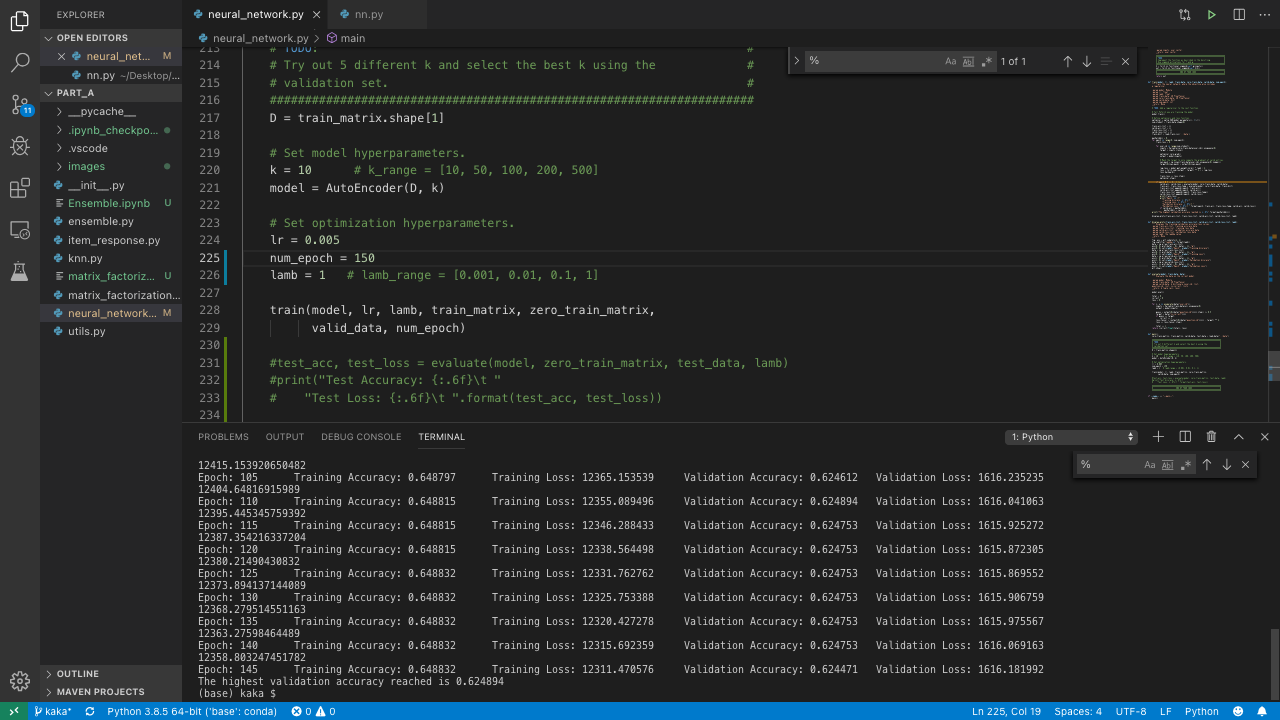 EXPLORER
neural_network.py
nn.py
OPEN EDITORS
neural_net... M
nn.py ~/Desktop/...
PART_A
__pycache__
.ipynb_checkpo...
.vscode
images
__init__.py
Ensemble.ipynb U
ensemble.py
item_response.py
knn.py
matrix_factoriz... U
matrix_factorization...
neural_network... M
utils.py
OUTLINE
MAVEN PROJECTS
11
neural_network.py > main
% Aa Abl .* 1 of 1
213 # TODO: #
214 # Try out 5 different k and select the best k using the #
215 # validation set. #
216 #####################################################################
217 D = train_matrix.shape[1]
218
219 # Set model hyperparameters.
220 k = 10 # k_range = [10, 50, 100, 200, 500]
221 model = AutoEncoder(D, k)
222
223 # Set optimization hyperparameters.
224 lr = 0.005
225 num_epoch = 150
226 lamb = 1 # lamb_range = [0.001, 0.01, 0.1, 1]
227
228 train(model, lr, lamb, train_matrix, zero_train_matrix,
229 valid_data, num_epoch)
230
231 #test_acc, test_loss = evaluate(model, zero_train_matrix, test_data, lamb)
232 #print("Test Accuracy: {:.6f}\t "
233 # "Test Loss: {:.6f}\t ".format(test_acc, test_loss))
234
PROBLEMS OUTPUT DEBUG CONSOLE TERMINAL 1: Python
% Aa Abl .*
12415.153920650482
Epoch: 105 Training Accuracy: 0.648797 Training Loss: 12365.153539 Validation Accuracy: 0.624612 Validation Loss: 1616.235235
12404.64816915989
Epoch: 110 Training Accuracy: 0.648815 Training Loss: 12355.089496 Validation Accuracy: 0.624894 Validation Loss: 1616.041063
12395.445345759392
Epoch: 115 Training Accuracy: 0.648815 Training Loss: 12346.288433 Validation Accuracy: 0.624753 Validation Loss: 1615.925272
12387.354216337204
Epoch: 120 Training Accuracy: 0.648815 Training Loss: 12338.564498 Validation Accuracy: 0.624753 Validation Loss: 1615.872305
12380.21490430832
Epoch: 125 Training Accuracy: 0.648832 Training Loss: 12331.762762 Validation Accuracy: 0.624753 Validation Loss: 1615.869552
12373.894137144089
Epoch: 130 Training Accuracy: 0.648832 Training Loss: 12325.753388 Validation Accuracy: 0.624753 Validation Loss: 1615.906759
12368.279514551163
Epoch: 135 Training Accuracy: 0.648832 Training Loss: 12320.427278 Validation Accuracy: 0.624753 Validation Loss: 1615.975567
12363.27598464489
Epoch: 140 Training Accuracy: 0.648832 Training Loss: 12315.692359 Validation Accuracy: 0.624753 Validation Loss: 1616.069163
12358.803247451782
Epoch: 145 Training Accuracy: 0.648832 Training Loss: 12311.470576 Validation Accuracy: 0.624471 Validation Loss: 1616.181992
The highest validation accuracy reached is 0.624894
(base) kaka $
kaka* Python 3.8.5 64-bit ('base': conda) 0 0 Ln 225, Col 19 Spaces: 4 UTF-8 LF Python